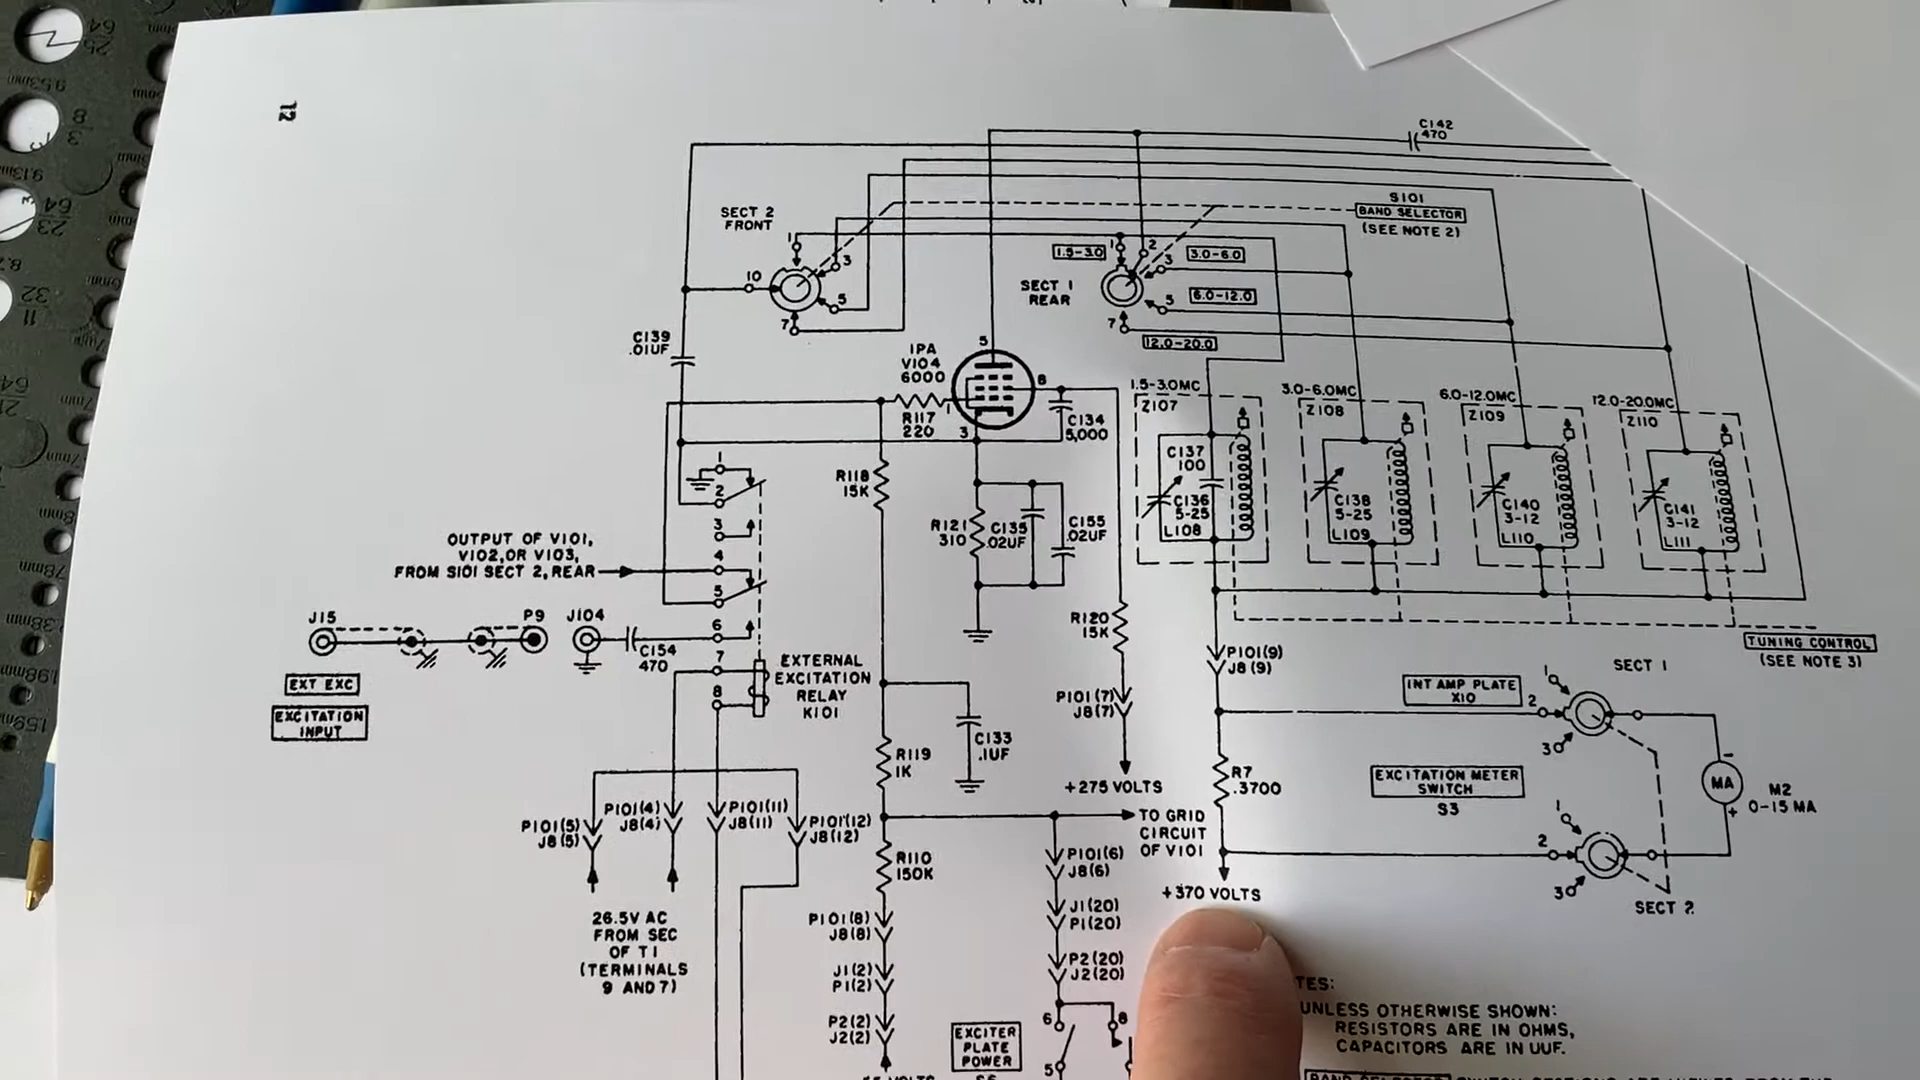 12
C142
470
S101
BAND SELECTOR
(SEE NOTE 2)
SECT 2
FRONT
1
3
10
5
7
1.5-3.0
1
2
3.0-6.0
3
SECT 1
REAR
6.0-12.0
5
7
12.0-20.0
C139
.01UF
IPA
V104
6000
5
8
1
3
R117
220
C134
5,000
1.5-3.0MC
Z107
3.0-6.0MC
Z108
6.0-12.0MC
Z109
12.0-20.0MC
Z110
C137
100
C136
5-25
L108
C138
5-25
L109
C140
3-12
L110
C141
3-12
L111
R118
15K
R121
310
C135
.02UF
C155
.02UF
1
2
3
4
5
6
7
8
OUTPUT OF V101,
V102, OR V103,
FROM S101 SECT 2, REAR
J15
P9
J104
C154
470
EXT EXC
EXCITATION
INPUT
EXTERNAL
EXCITATION
RELAY
K101
R120
15K
P101(7)
J8(7)
+275 VOLTS
P101(9)
J8(9)
TUNING CONTROL
(SEE NOTE 3)
SECT 1
INT AMP PLATE
X10
1
2
3
R7
.3700
EXCITATION METER
SWITCH
S3
MA
-
+
M2
0-15 MA
1
2
3
SECT 2
C133
.1UF
R119
1K
TO GRID
CIRCUIT
OF V101
+370 VOLTS
P101(5)
J8(5)
P101(4)
J8(4)
P101(11)
J8(11)
P101(12)
J8(12)
26.5V AC
FROM SEC
OF T1
(TERMINALS
9 AND 7)
R110
150K
P101(8)
J8(8)
J1(2)
P1(2)
P2(2)
J2(2)
P101(6)
J8(6)
J1(20)
P1(20)
P2(20)
J2(20)
6
8
5
EXCITER
PLATE
POWER
TES:
UNLESS OTHERWISE SHOWN:
RESISTORS ARE IN OHMS,
CAPACITORS ARE IN UUF.